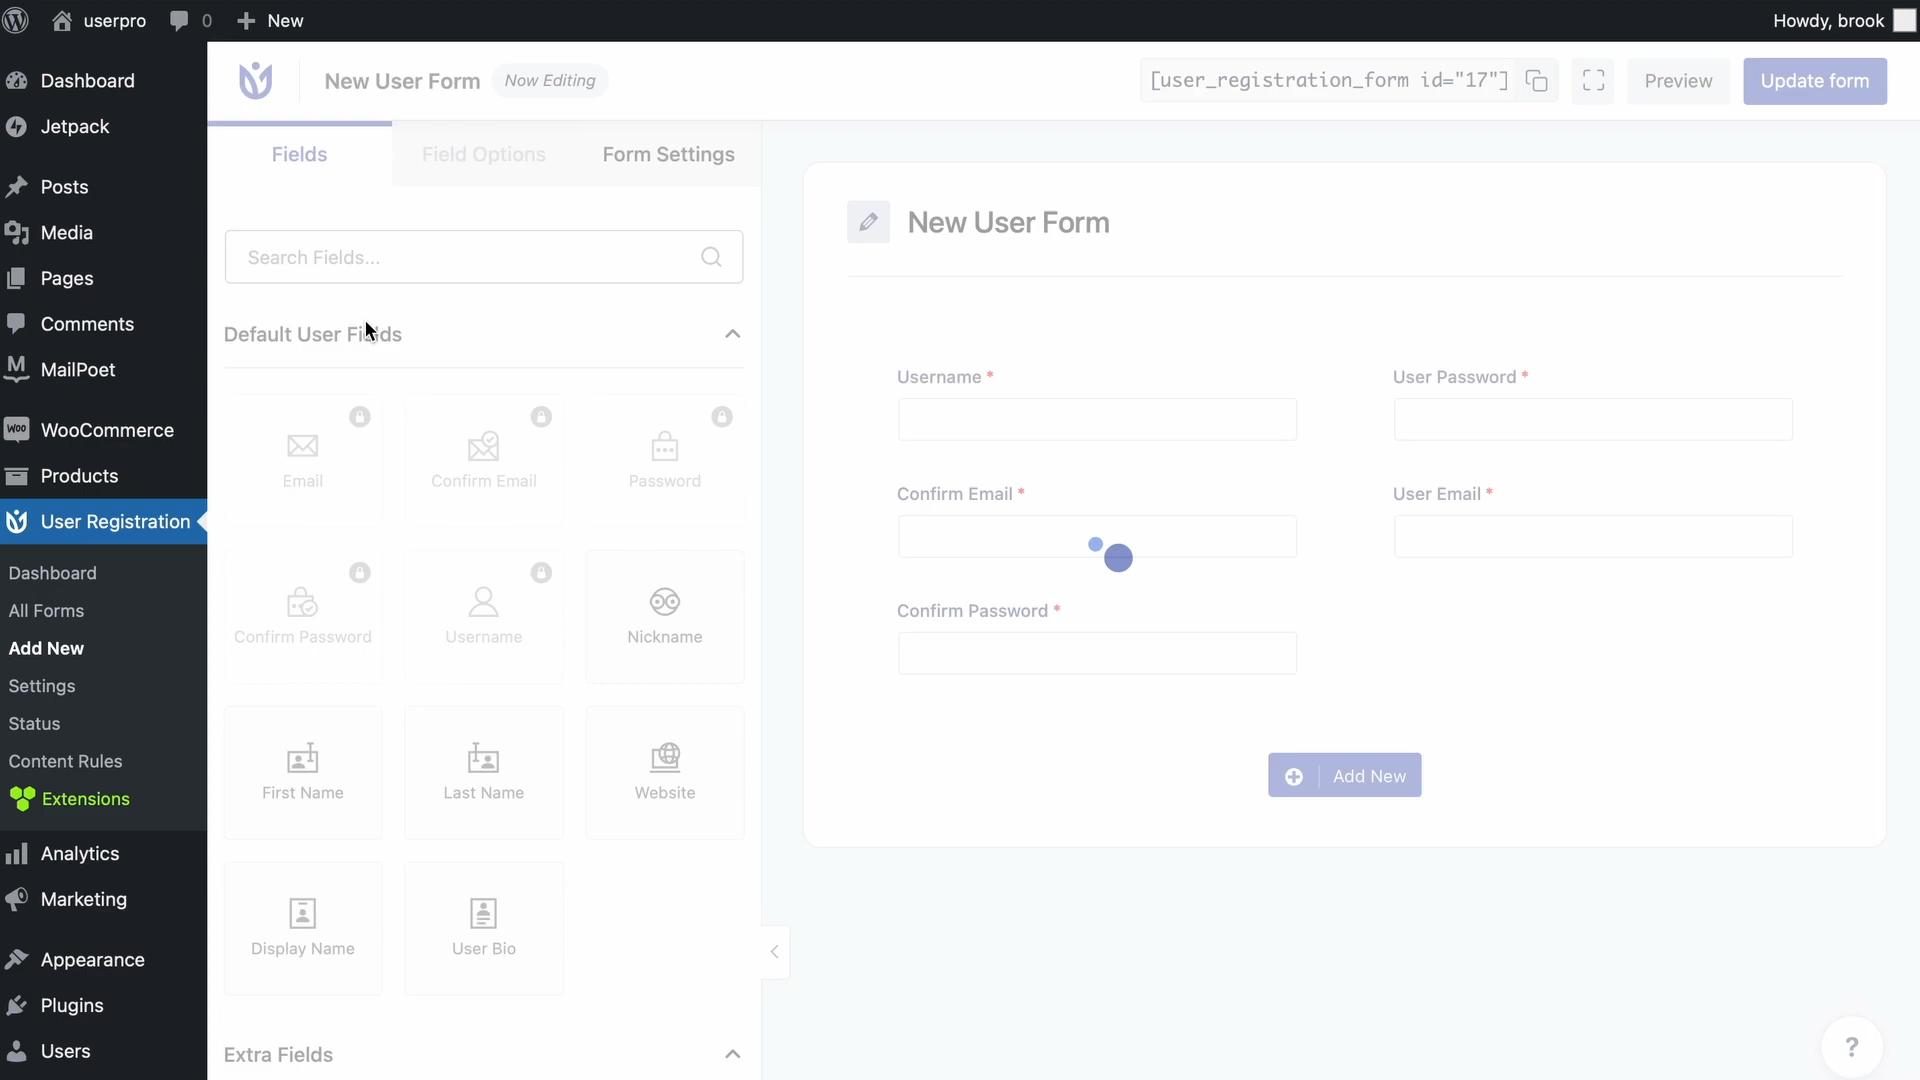 userpro
0
New
Howdy, brook
Dashboard
Jetpack
Posts
Media
Pages
Comments
MailPoet
WooCommerce
Products
User Registration
Dashboard
All Forms
Add New
Settings
Status
Content Rules
Extensions
Analytics
Marketing
Appearance
Plugins
Users
New User Form
Now Editing
[user_registration_form id="17"]
Preview
Update form
Fields
Field Options
Form Settings
Search Fields...
Default User Fields
Email
Confirm Email
Password
Confirm Password
Username
Nickname
First Name
Last Name
Website
Display Name
User Bio
Extra Fields
New User Form
Username *
User Password *
Confirm Email *
User Email *
Confirm Password *
Add New
?